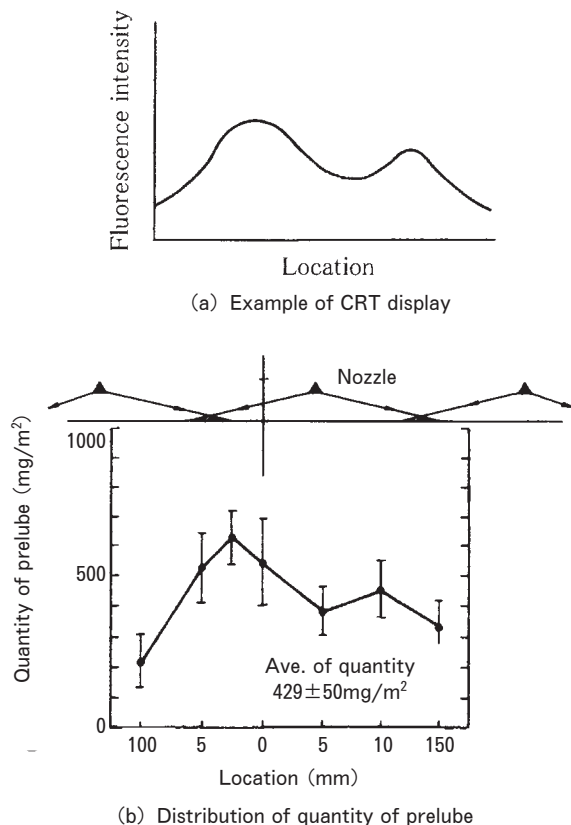 Fluorescence intensity
Location
(a) Example of CRT display
Nozzle
Quantity of prelube (mg/m²)
1000
500
0
Ave. of quantity
429±50mg/m²
100 5 0 5 10 150
Location (mm)
(b) Distribution of quantity of prelube